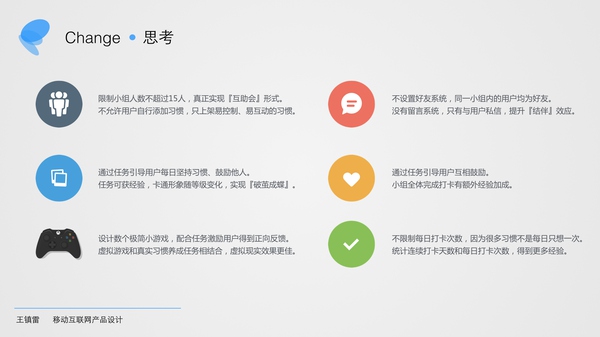 Change • 思考
限制小组人数不超过15人，真正实现『互助会』形式。
不允许用户自行添加习惯，只上架易控制、易互动的习惯。
不设置好友系统，同一小组内的用户均为好友。
没有留言系统，只有与用户私信，提升『结伴』效应。
通过任务引导用户每日坚持习惯、鼓励他人。
任务可获经验，卡通形象随等级变化，实现『破茧成蝶』。
通过任务引导用户互相鼓励。
小组全体完成打卡有额外经验加成。
设计数个极简小游戏，配合任务激励用户得到正向反馈。
虚拟游戏和真实习惯养成任务相结合，虚拟现实效果更佳。
不限制每日打卡次数，因为很多习惯不是每日只想一次。
统计连续打卡天数和每日打卡次数，得到更多经验。
王镇雷 移动互联网产品设计